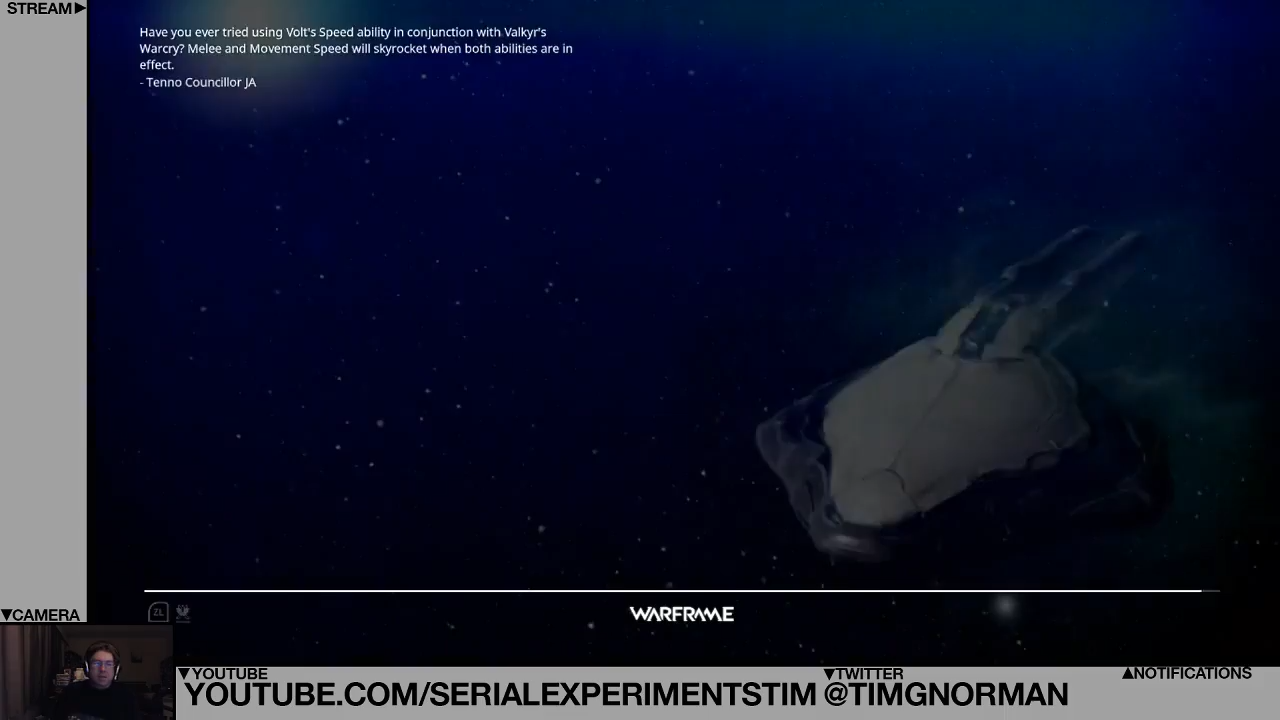 STREAM▶
Have you ever tried using Volt's Speed ability in conjunction with Valkyr's
Warcry? Melee and Movement Speed will skyrocket when both abilities are in
effect.
- Tenno Councillor JA
ZL
WARFRAME
▼CAMERA
▼YOUTUBE
YOUTUBE.COM/SERIALEXPERIMENTSTIM
▼TWITTER
@TIMGNORMAN
▲NOTIFICATIONS